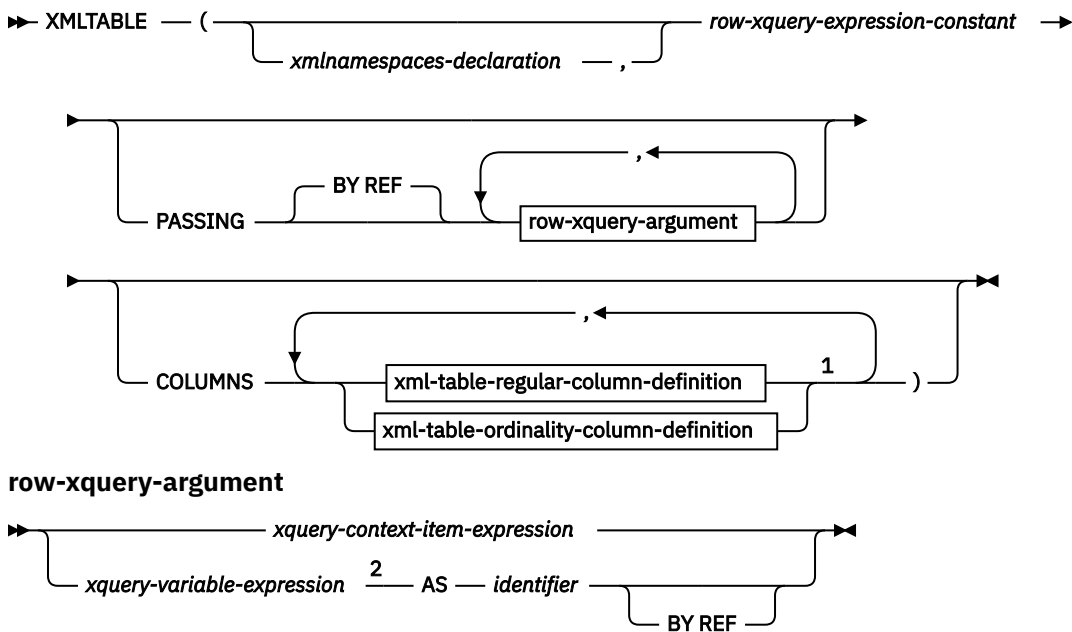 XMLTABLE ( row-xquery-expression-constant
xmlnamespaces-declaration ,
,
BY REF
PASSING row-xquery-argument
,
COLUMNS xml-table-regular-column-definition 1 )
xml-table-ordinality-column-definition
row-xquery-argument
xquery-context-item-expression
xquery-variable-expression 2 AS identifier
BY REF